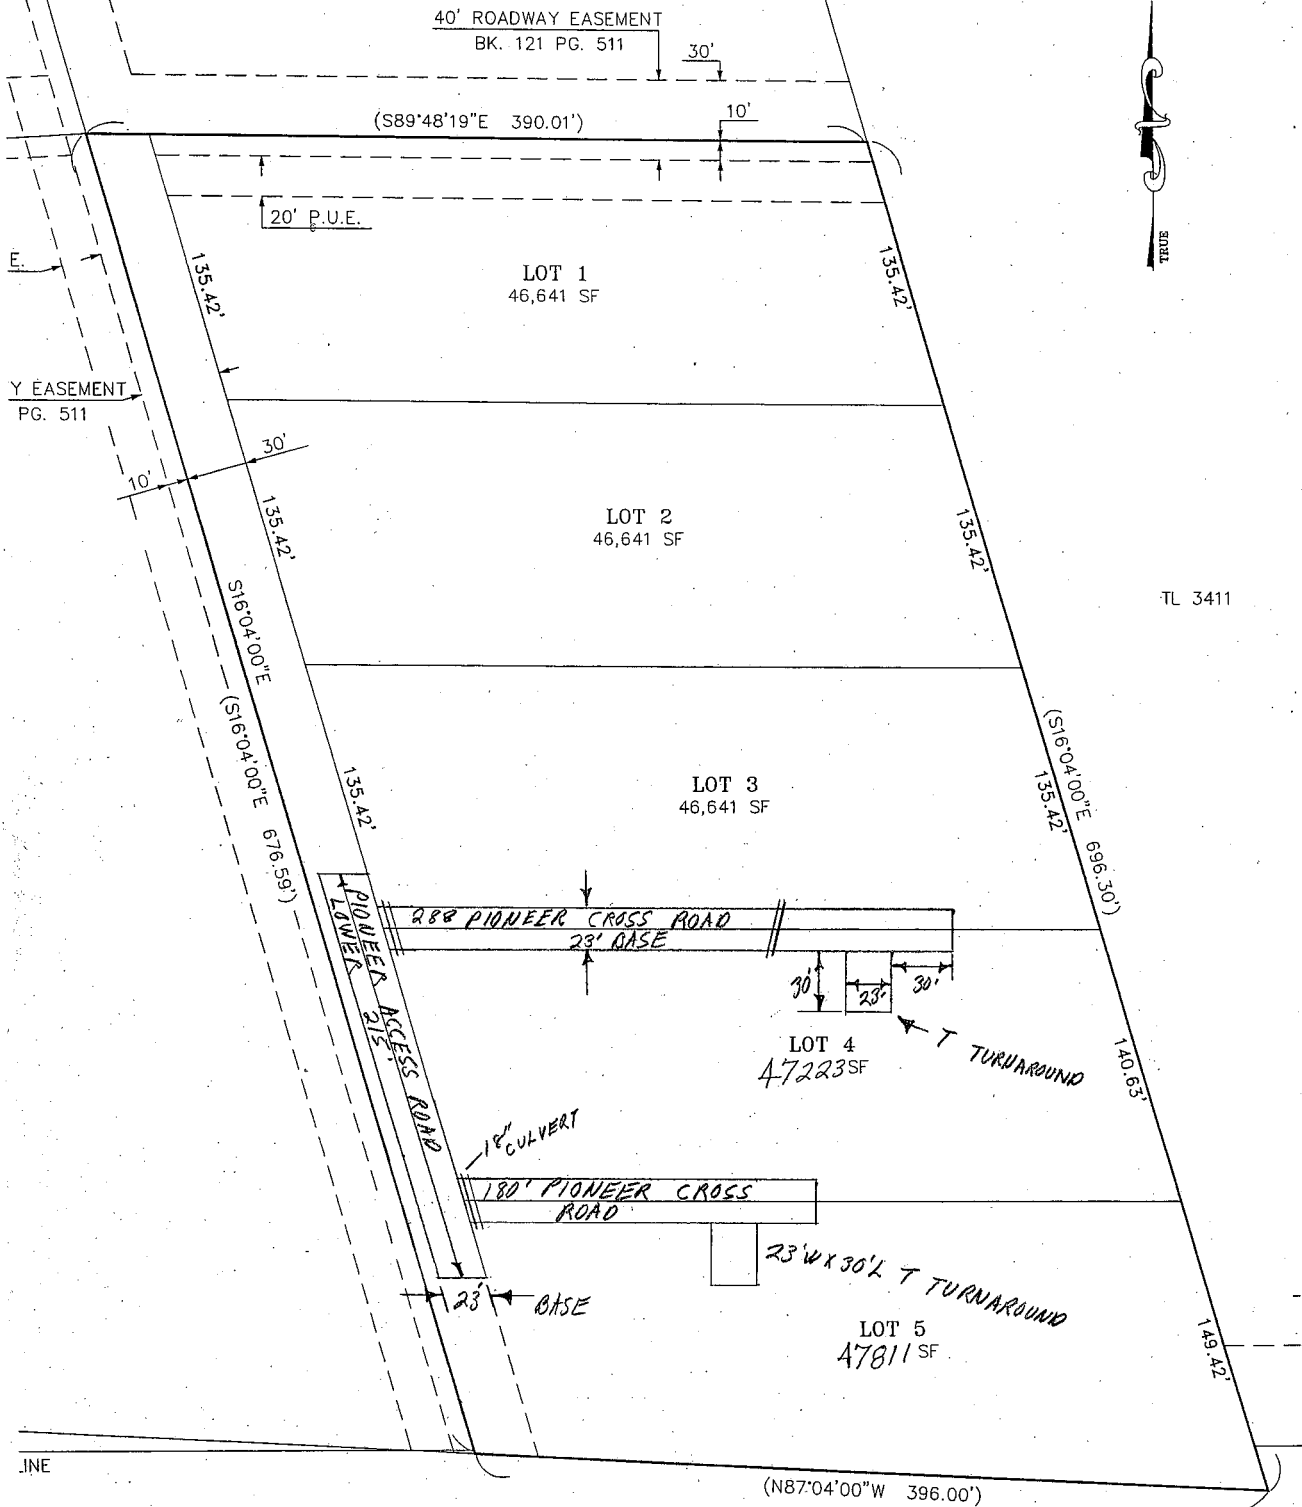 40' ROADWAY EASEMENT
BK. 121 PG. 511
30'
(S89°48'19"E 390.01')
10'
20' P.U.E.
TRUE
E.
135.42'
LOT 1
46,641 SF
135.42'
Y EASEMENT
PG. 511
30'
10'
135.42'
LOT 2
46,641 SF
135.42'
TL 3411
S16°04'00"E
(S16°04'00"E 676.59')
135.42'
LOT 3
46,641 SF
135.42'
(S16°04'00"E 696.30')
288 PIONEER CROSS ROAD
23' BASE
PIONEER ACCESS ROAD
LOWER 215'
30'
23'
30'
T TURNAROUND
LOT 4
47223 SF
140.63'
18" CULVERT
180' PIONEER CROSS
ROAD
23'W X 30'L T TURNAROUND
23' BASE
LOT 5
47811 SF
149.42'
INE
(N87°04'00"W 396.00')